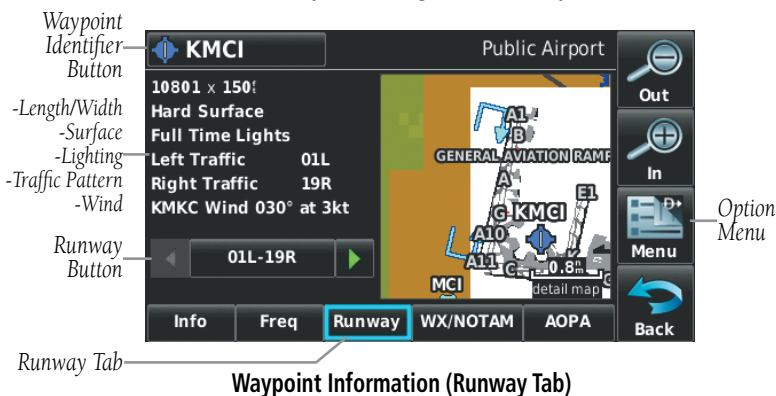 Waypoint
Identifier
Button
KMCI
Public Airport
10801 x 150ft
Hard Surface
Full Time Lights
Left Traffic 01L
Right Traffic 19R
KMKC Wind 030° at 3kt
-Length/Width
-Surface
-Lighting
-Traffic Pattern
-Wind
Runway
Button
01L-19R
A1
B
GENERAL AVIATION RAMP
A
E1
G
KMCI
A10
A11
C
K
MCI
0.8
detail map
Out
In
Menu
Back
Option
Menu
Info Freq Runway WX/NOTAM AOPA
Runway Tab
Waypoint Information (Runway Tab)